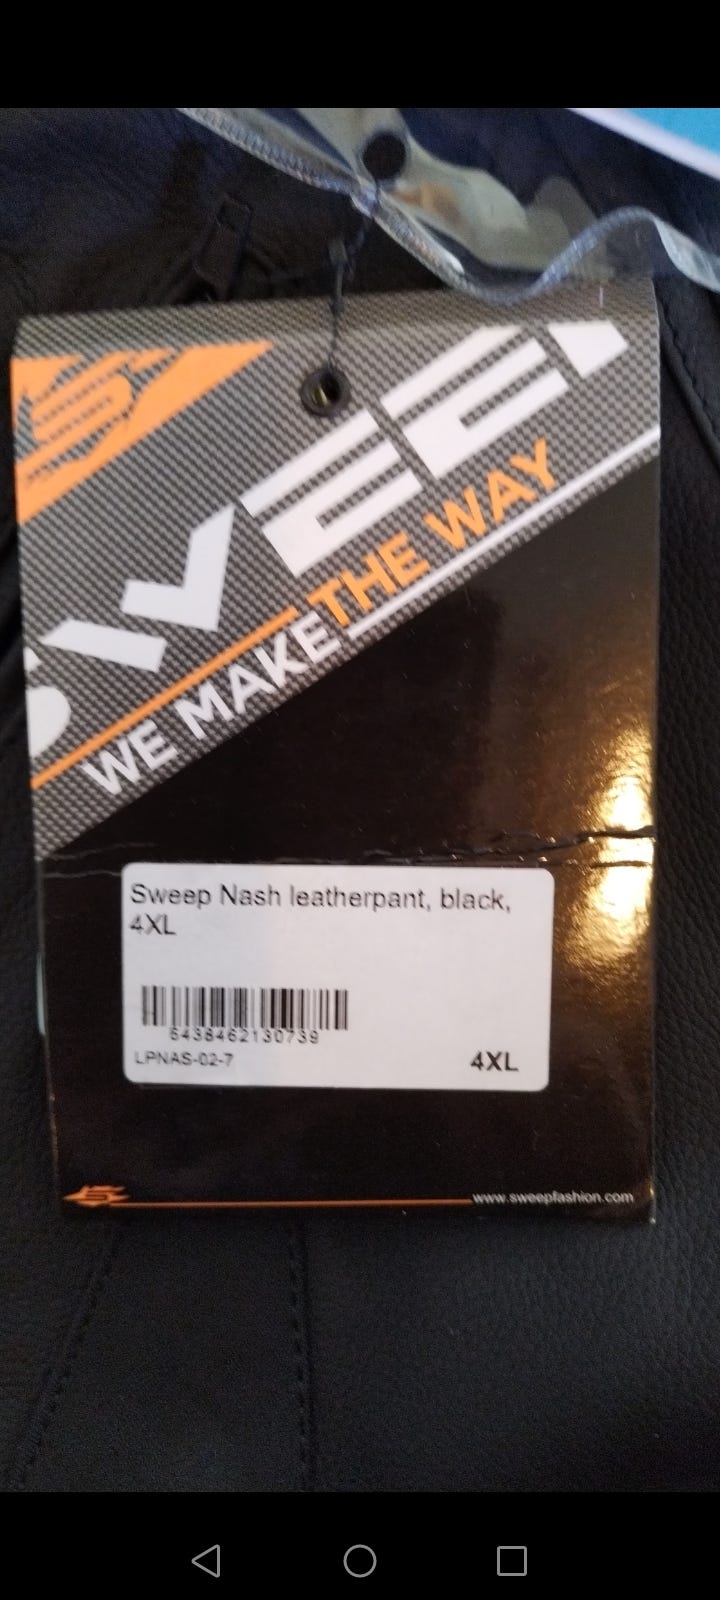 SWEEP
WE MAKE THE WAY
Sweep Nash leatherpant, black,
4XL
6438462130739
LPNAS-02-7
4XL
www.sweepfashion.com